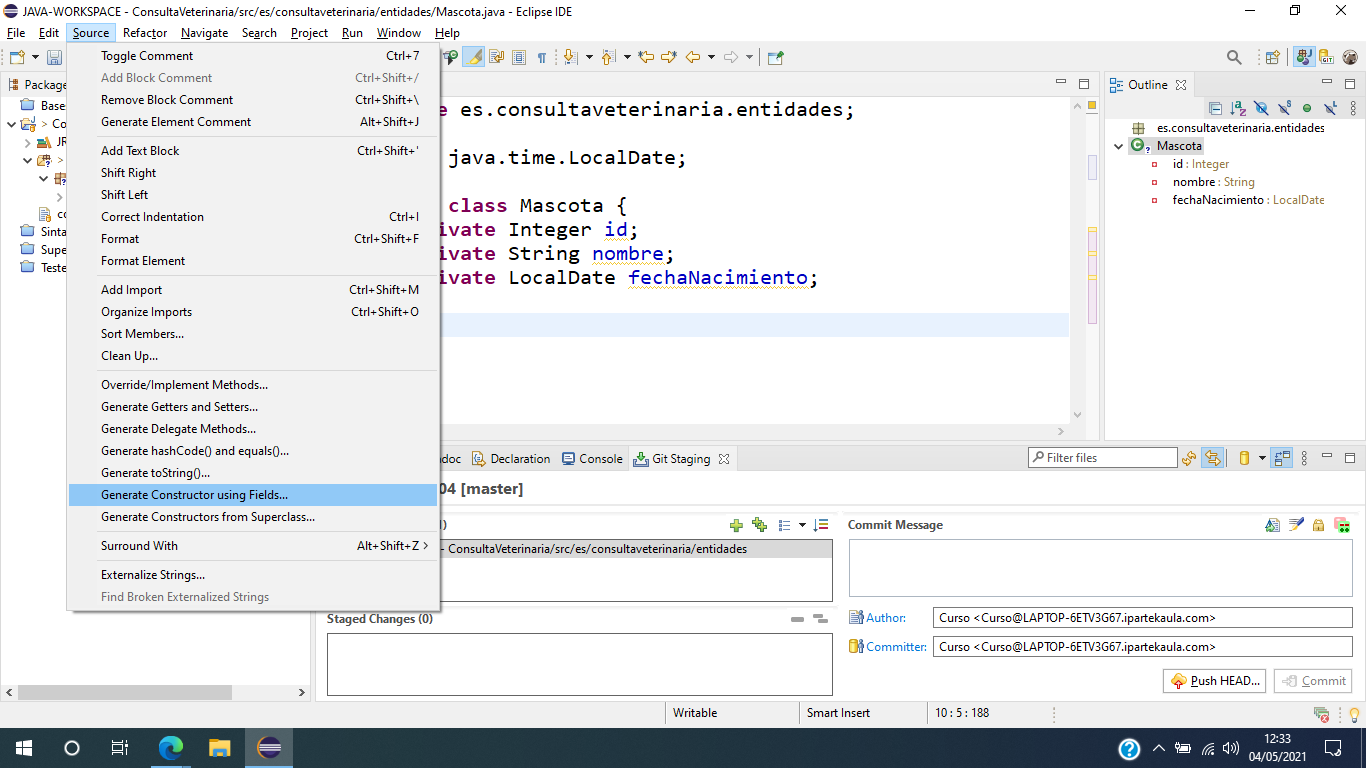 JAVA-WORKSPACE - ConsultaVeterinaria/src/es/consultaveterinaria/entidades/Mascota.java - Eclipse IDE
File Edit Source Refactor Navigate Search Project Run Window Help
Toggle Comment Ctrl+7
Add Block Comment Ctrl+Shift+/
Remove Block Comment Ctrl+Shift+\
Generate Element Comment Alt+Shift+J
Add Text Block Ctrl+Shift+'
Shift Right
Shift Left
Correct Indentation Ctrl+I
Format Ctrl+Shift+F
Format Element
Add Import Ctrl+Shift+M
Organize Imports Ctrl+Shift+O
Sort Members...
Clean Up...
Override/Implement Methods...
Generate Getters and Setters...
Generate Delegate Methods...
Generate hashCode() and equals()...
Generate toString()...
Generate Constructor using Fields...
Generate Constructors from Superclass...
Surround With Alt+Shift+Z >
Externalize Strings...
Find Broken Externalized Strings
Package
Base
> Co
JR
>
co
Sinta
Supe
Teste
e es.consultaveterinaria.entidades;
java.time.LocalDate;
class Mascota {
ivate Integer id;
ivate String nombre;
ivate LocalDate fechaNacimiento;
Outline
es.consultaveterinaria.entidades
Mascota
id : Integer
nombre : String
fechaNacimiento : LocalDate
doc Declaration Console Git Staging
Filter files
04 [master]
)
- ConsultaVeterinaria/src/es/consultaveterinaria/entidades
Staged Changes (0)
Commit Message
Author: Curso <Curso@LAPTOP-6ETV3G67.ipartekaula.com>
Committer: Curso <Curso@LAPTOP-6ETV3G67.ipartekaula.com>
Push HEAD... Commit
Writable Smart Insert 10 : 5 : 188
12:33
04/05/2021